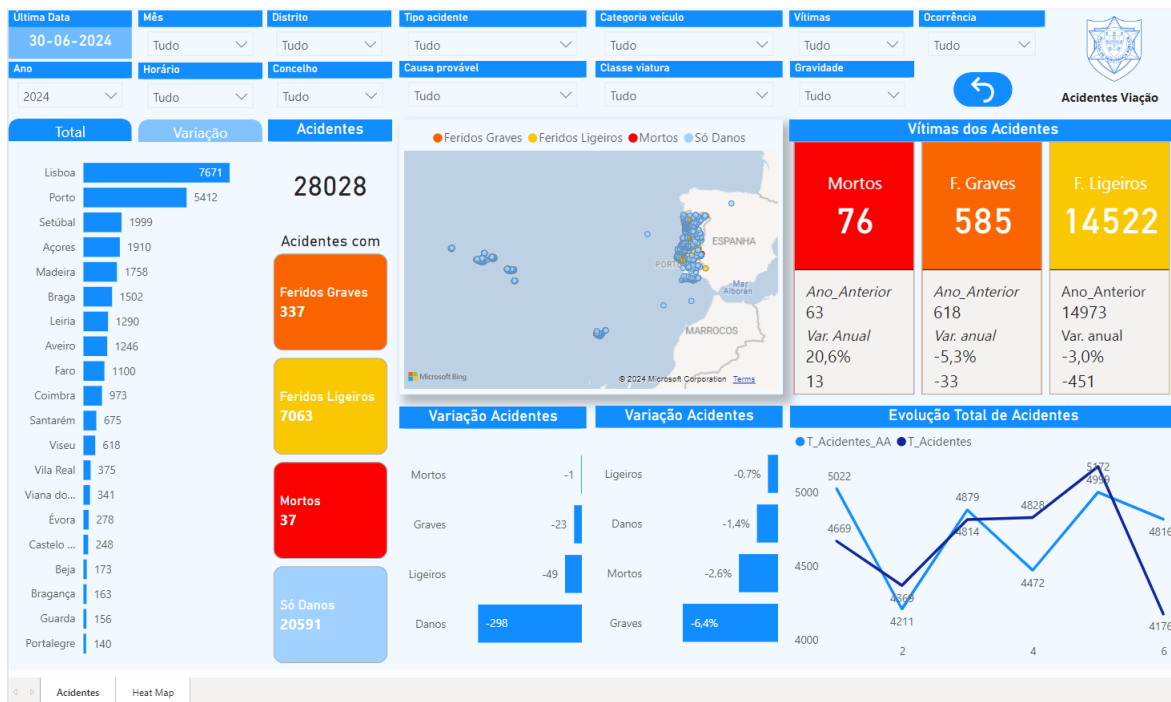 Última Data
30-06-2024
Mês
Tudo
Distrito
Tudo
Tipo acidente
Tudo
Categoria veículo
Tudo
Vítimas
Tudo
Ocorrência
Tudo
Ano
2024
Horário
Tudo
Concelho
Tudo
Causa provável
Tudo
Classe viatura
Tudo
Gravidade
Tudo
Acidentes Viação
Total
Variação
Lisboa 7671
Porto 5412
Setúbal 1999
Açores 1910
Madeira 1758
Braga 1502
Leiria 1290
Aveiro 1246
Faro 1100
Coimbra 973
Santarém 675
Viseu 618
Vila Real 375
Viana do... 341
Évora 278
Castelo ... 248
Beja 173
Bragança 163
Guarda 156
Portalegre 140
Acidentes
28028
Acidentes com
Feridos Graves
337
Feridos Ligeiros
7063
Mortos
37
Só Danos
20591
Feridos Graves Feridos Ligeiros Mortos Só Danos
ESPANHA
Mar
Alborán
MARROCOS
Microsoft Bing
© 2024 Microsoft Corporation Terms
Vítimas dos Acidentes
Mortos
76
Ano_Anterior
63
Var. Anual
20,6%
13
F. Graves
585
Ano_Anterior
618
Var. anual
-5,3%
-33
F. Ligeiros
14522
Ano_Anterior
14973
Var. anual
-3,0%
-451
Variação Acidentes
Mortos -1
Graves -23
Ligeiros -49
Danos -298
Variação Acidentes
Ligeiros -0,7%
Danos -1,4%
Mortos -2,6%
Graves -6,4%
Evolução Total de Acidentes
T_Acidentes_AA T_Acidentes
5000
4500
4000
5022
4669
4369
4211
4879
4814
4828
4472
5172
4999
4816
4176
2 4 6
Acidentes
Heat Map